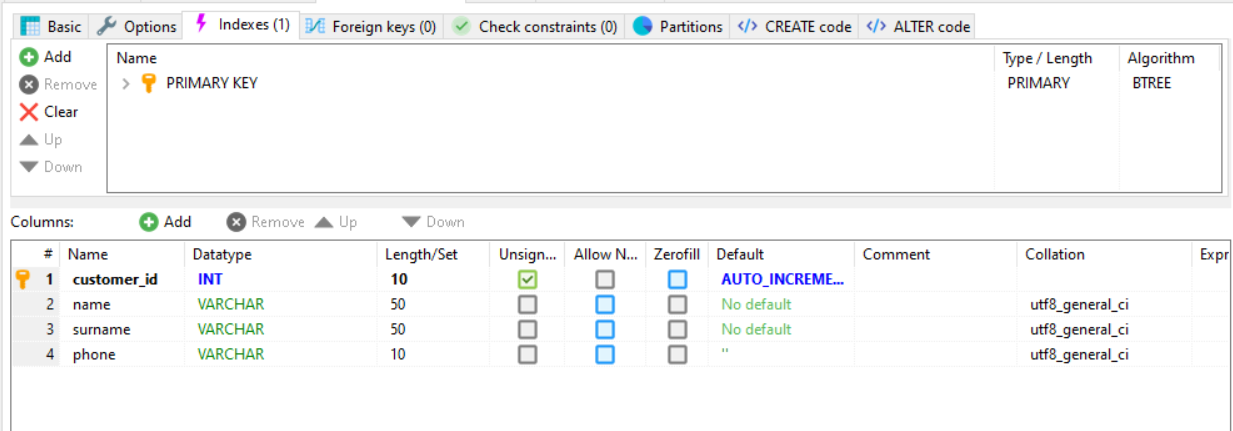 Basic Options Indexes (1) Foreign keys (0) Check constraints (0) Partitions </> CREATE code </> ALTER code
Add Name Type / Length Algorithm
Remove PRIMARY KEY PRIMARY BTREE
Clear
Up
Down
Columns: Add Remove Up Down
# Name Datatype Length/Set Unsign... Allow N... Zerofill Default Comment Collation Expr
1 customer_id INT 10 AUTO_INCREME...
2 name VARCHAR 50 No default utf8_general_ci
3 surname VARCHAR 50 No default utf8_general_ci
4 phone VARCHAR 10 '' utf8_general_ci